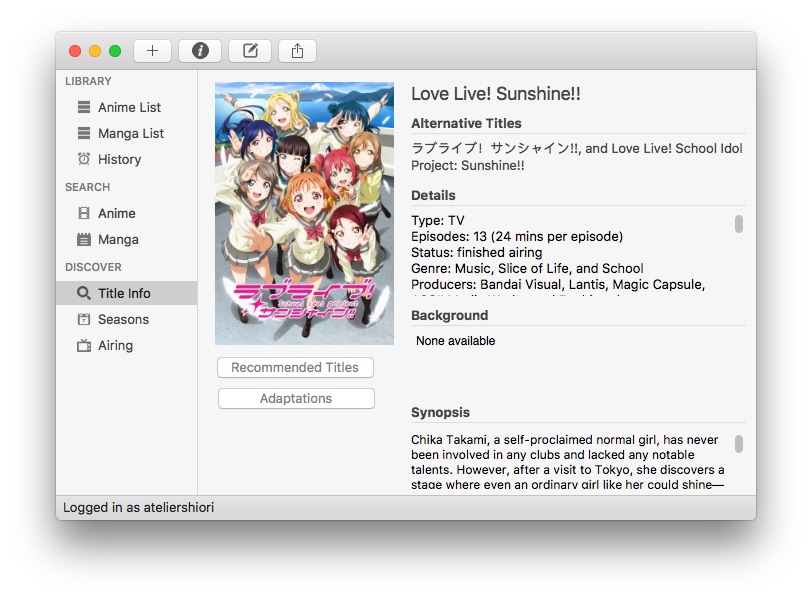 LIBRARY
Anime List
Manga List
History
SEARCH
Anime
Manga
DISCOVER
Title Info
Seasons
Airing
ラブライブ!
School idol project
サンシャイン!!
Recommended Titles
Adaptations
Love Live! Sunshine!!
Alternative Titles
ラブライブ！サンシャイン!!, and Love Live! School Idol
Project: Sunshine!!
Details
Type: TV
Episodes: 13 (24 mins per episode)
Status: finished airing
Genre: Music, Slice of Life, and School
Producers: Bandai Visual, Lantis, Magic Capsule,
Background
None available
Synopsis
Chika Takami, a self-proclaimed normal girl, has never
been involved in any clubs and lacked any notable
talents. However, after a visit to Tokyo, she discovers a
stage where even an ordinary girl like her could shine—
Logged in as ateliershiori